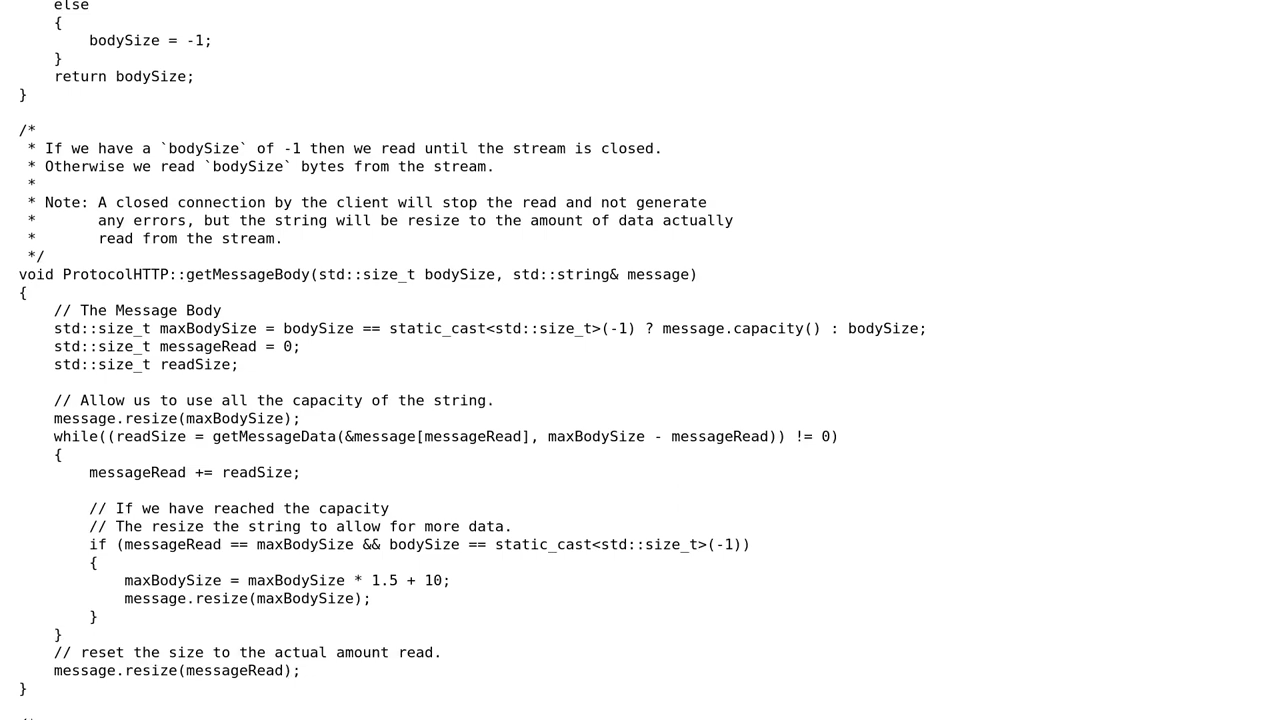 else
    {
        bodySize = -1;
    }
    return bodySize;
}

/*
 * If we have a `bodySize` of -1 then we read until the stream is closed.
 * Otherwise we read `bodySize` bytes from the stream.
 *
 * Note: A closed connection by the client will stop the read and not generate
 *       any errors, but the string will be resize to the amount of data actually
 *       read from the stream.
 */
void ProtocolHTTP::getMessageBody(std::size_t bodySize, std::string& message)
{
    // The Message Body
    std::size_t maxBodySize = bodySize == static_cast<std::size_t>(-1) ? message.capacity() : bodySize;
    std::size_t messageRead = 0;
    std::size_t readSize;

    // Allow us to use all the capacity of the string.
    message.resize(maxBodySize);
    while((readSize = getMessageData(&message[messageRead], maxBodySize - messageRead)) != 0)
    {
        messageRead += readSize;

        // If we have reached the capacity
        // The resize the string to allow for more data.
        if (messageRead == maxBodySize && bodySize == static_cast<std::size_t>(-1))
        {
            maxBodySize = maxBodySize * 1.5 + 10;
            message.resize(maxBodySize);
        }
    }
    // reset the size to the actual amount read.
    message.resize(messageRead);
}